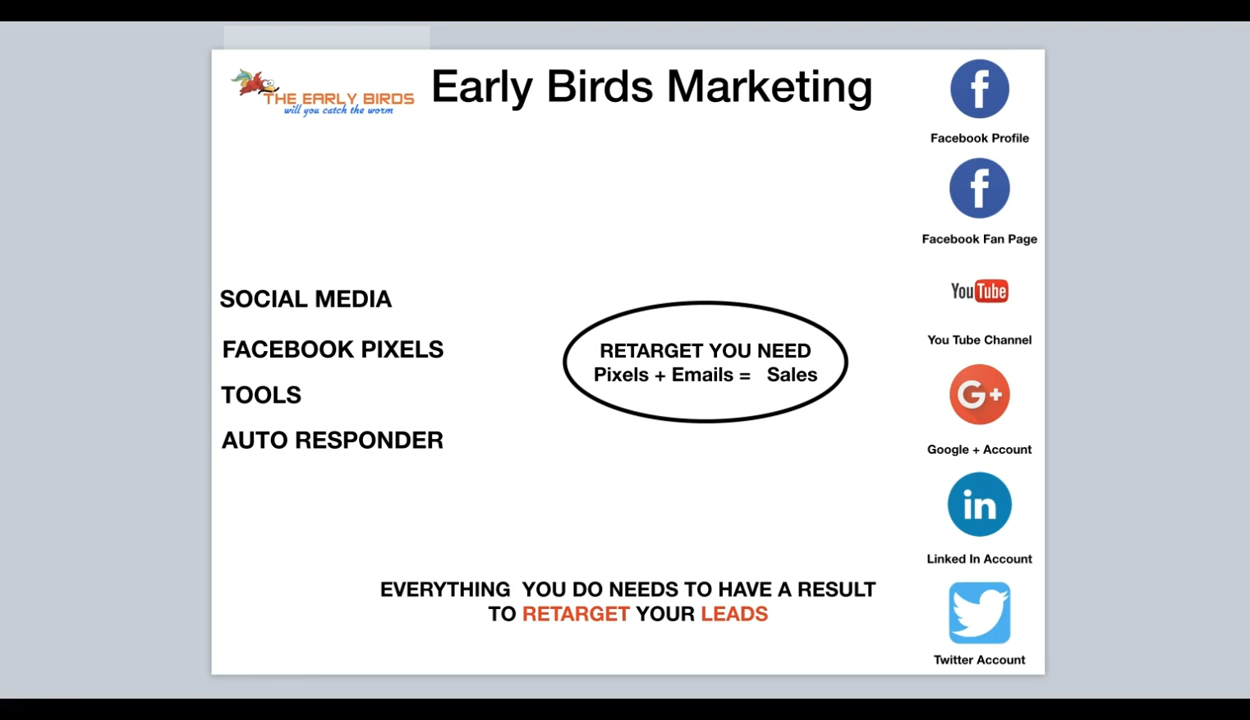 THE EARLY BIRDS
will you catch the worm
Early Birds Marketing
Facebook Profile
Facebook Fan Page
SOCIAL MEDIA
FACEBOOK PIXELS
TOOLS
AUTO RESPONDER
RETARGET YOU NEED
Pixels + Emails = Sales
YouTube
You Tube Channel
G+
Google + Account
in
Linked In Account
Twitter Account
EVERYTHING YOU DO NEEDS TO HAVE A RESULT
TO RETARGET YOUR LEADS